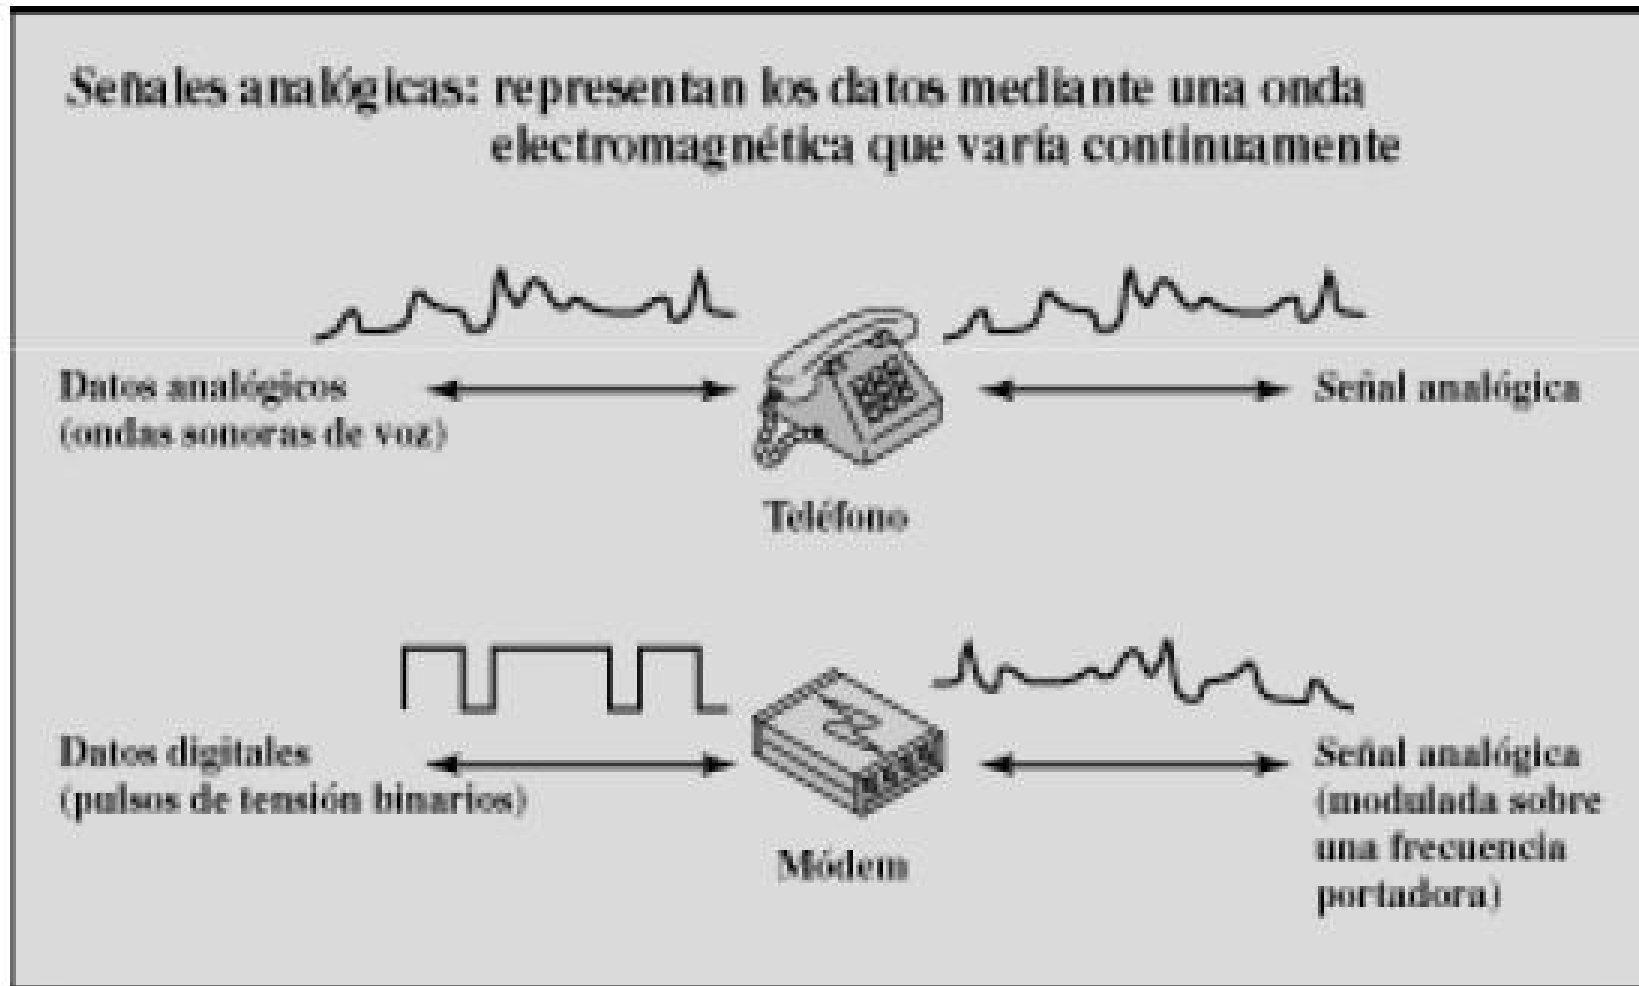 Señales analógicas: representan los datos mediante una onda
electromagnética que varía continuamente
Datos analógicos
(ondas sonoras de voz)
Señal analógica
Teléfono
Datos digitales
(pulsos de tensión binarios)
Señal analógica
(modulada sobre
una frecuencia
portadora)
Módem